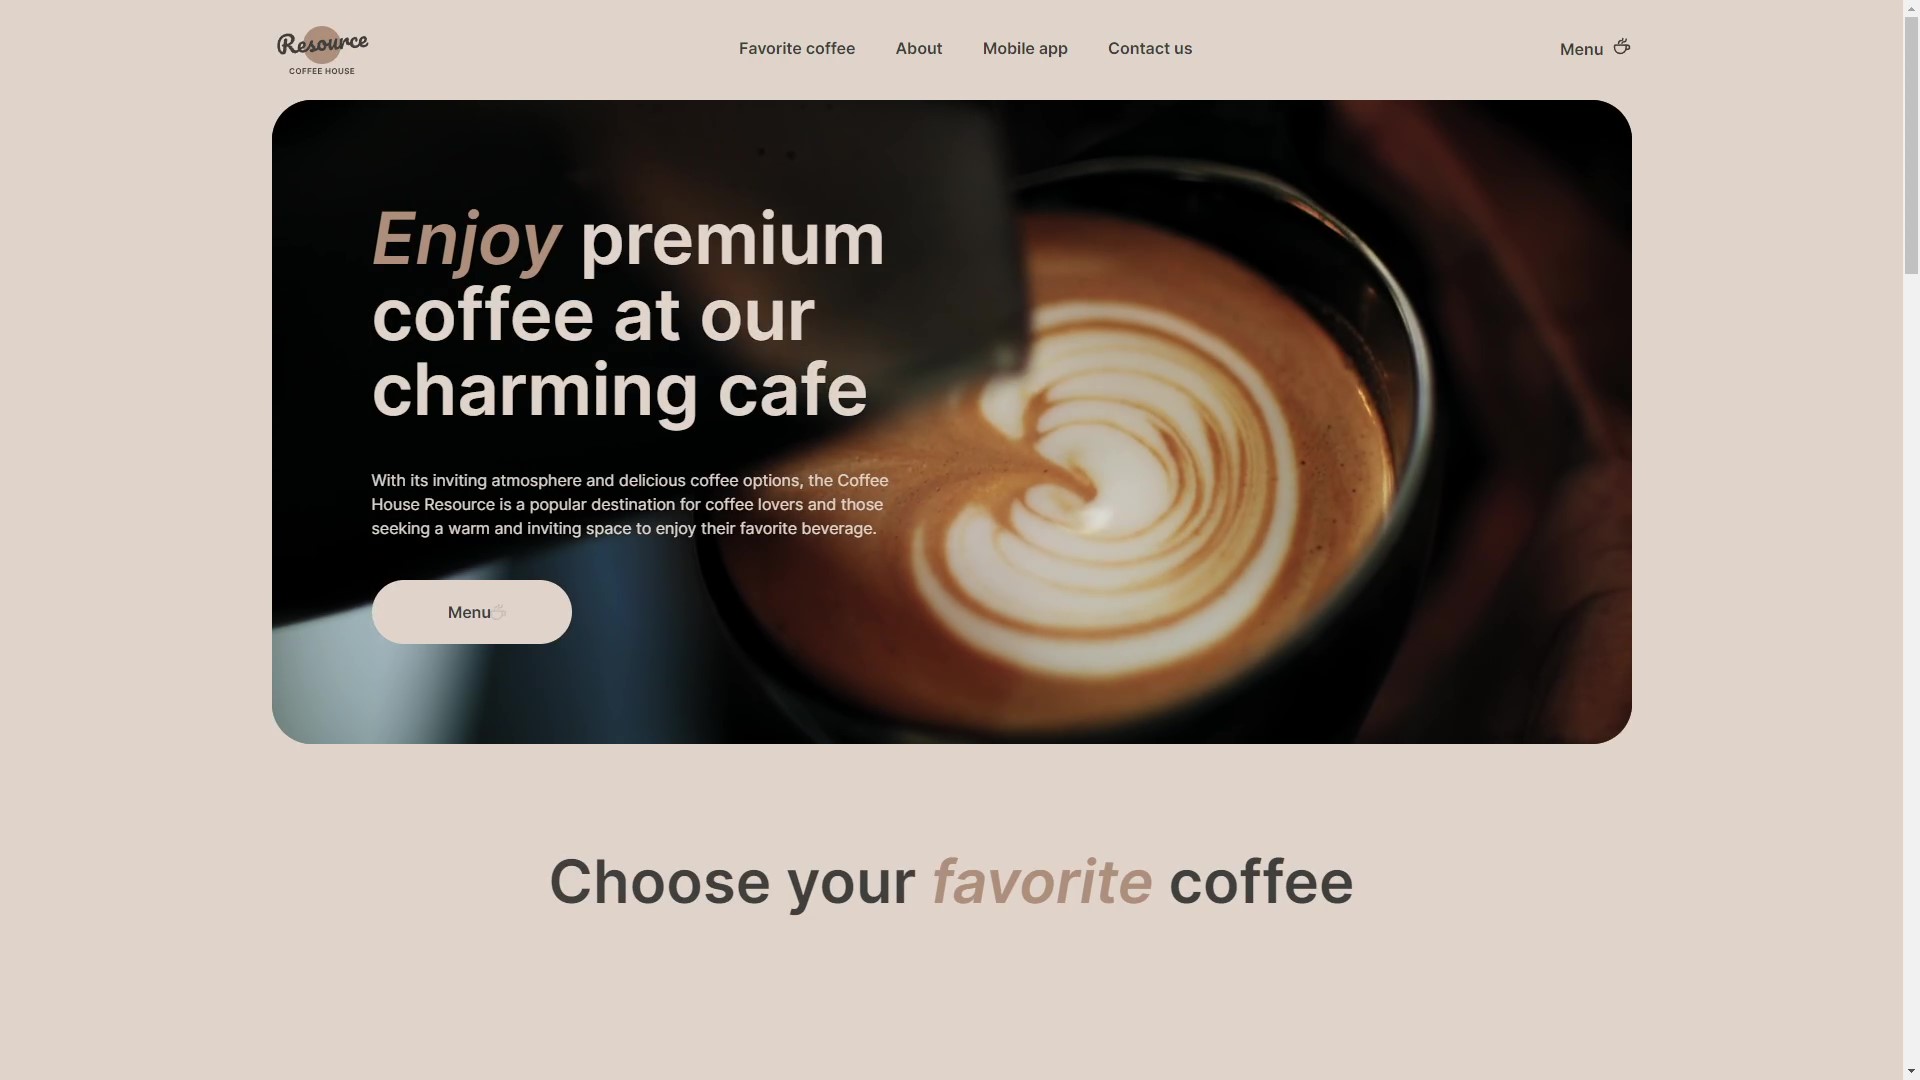 Resource
COFFEE HOUSE
Favorite coffee
About
Mobile app
Contact us
Menu
Enjoy premium
coffee at our
charming cafe
With its inviting atmosphere and delicious coffee options, the Coffee
House Resource is a popular destination for coffee lovers and those
seeking a warm and inviting space to enjoy their favorite beverage.
Menu
Choose your favorite coffee